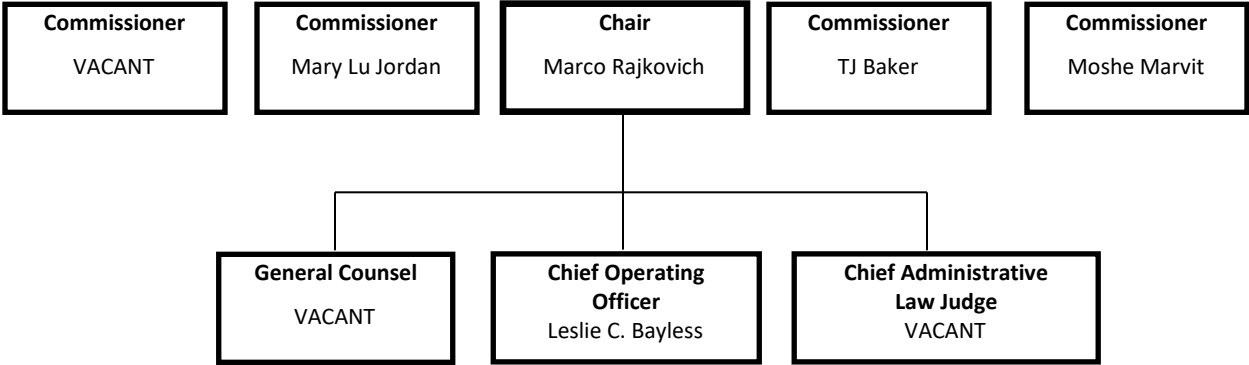 Commissioner
VACANT
Commissioner
Mary Lu Jordan
Chair
Marco Rajkovich
Commissioner
TJ Baker
Commissioner
Moshe Marvit
General Counsel
VACANT
Chief Operating
Officer
Leslie C. Bayless
Chief Administrative
Law Judge
VACANT